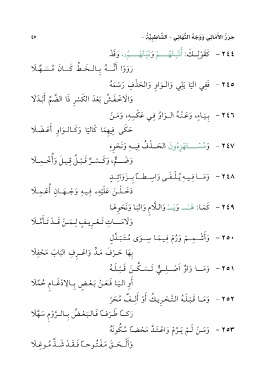 حرز الأماني ووجه التهاني - الشاطبية - ٤٥
٢٤٤ - كَقَوْلِكَ: أَنْبِئْهُمْ وَنَبِّئْهُمْ، وَقَدْ
رَوَوْا أَنَّهُ بِالْخَطِّ كَانَ مُسَهِّلَا
٢٤٥ - فَفِي الْيَا يَلِي وَالْوَاوِ وَالْحَذْفِ رَسْمَهُ
وَالَاخْفَشُ بَعْدَ الْكَسْرِ ذَا الضَّمِّ أَبْدَلَا
٢٤٦ - بِيَاءٍ، وَعَنْهُ الْوَاوُ فِي عَكْسِهِ، وَمَنْ
حَكَى فِيهِمَا كَالْيَا وَكَالْوَاوِ أَعْضَلَا
٢٤٧ - وَمُسْتَهْزِءُونَ الْحَذْفُ فِيهِ وَنَحْوِهِ
وَضَمٌّ، وَكَسْرٌ قَبْلُ قِيلَ وَأُخْمِلَا
٢٤٨ - وَمَا فِيهِ يُلْفَى وَاسِطًا بِزَوَائِدٍ
دَخَلْنَ عَلَيْهِ، فِيهِ وَجْهَانِ أُعْمِلَا
٢٤٩ - كَمَا: هَـ وَيَـ وَاللَّامِ وَالْبَا وَنَحْوِهَا
وَلَامَاتِ تَعْرِيفٍ لِمَنْ قَدْ تَأَمَّلَا
٢٥٠ - وَأَشْمِمْ وَرُمْ فِيمَا سِوَى مُتَبَدِّلٍ
بِهَا حَرْفَ مَدٍّ وَاعْرِفِ الْبَابَ مَحْفِلَا
٢٥١ - وَمَا وَاوٌ اَصْلِيٌّ تَسَكَّنَ قَبْلَهُ
أَوِ الْيَا فَعَنْ بَعْضٍ بِالِادْغَامِ حُمِّلَا
٢٥٢ - وَمَا قَبْلَهُ التَّحْرِيكُ أَوْ أَلِفٌ مُحَرْ
رَكًا طَرَفًا فَالْبَعْضُ بِالرَّوْمِ سَهَّلَا
٢٥٣ - وَمَنْ لَمْ يَرُمْ وَاعْتَدَّ مَحْضًا سُكُونَهُ
وَأَلْحَقَ مَفْتُوحًا فَقَدْ شَذَّ مُوغِلَا